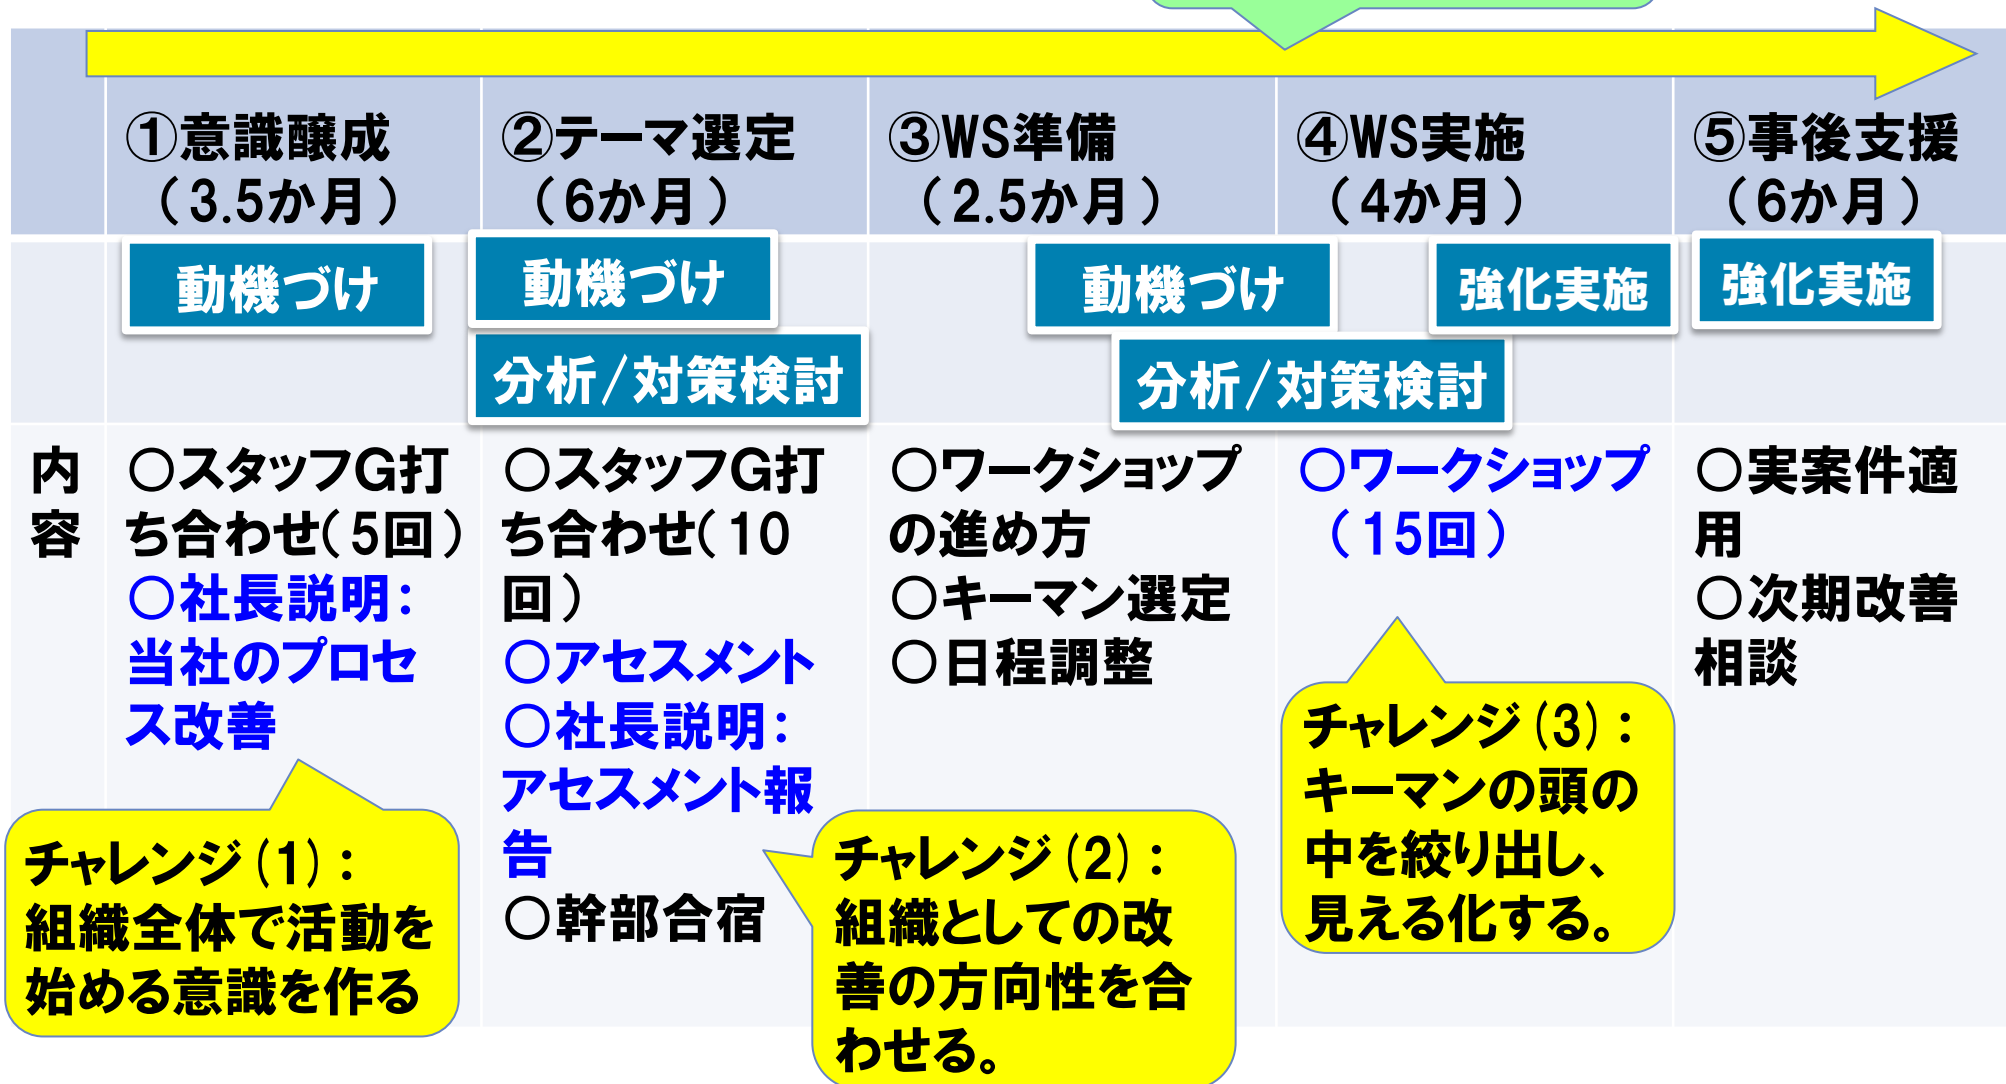 ①意識醸成
（3.5か月）
②テーマ選定
（6か月）
③WS準備
（2.5か月）
④WS実施
（4か月）
⑤事後支援
（6か月）
動機づけ
動機づけ
分析/対策検討
動機づけ
分析/対策検討
強化実施
強化実施
内
容
○スタッフG打
ち合わせ(5回)
○社長説明：
当社のプロセ
ス改善
○スタッフG打
ち合わせ(10
回)
○アセスメント
○社長説明：
アセスメント報
告
○幹部合宿
○ワークショップ
の進め方
○キーマン選定
○日程調整
○ワークショップ
（15回）
○実案件適
用
○次期改善
相談
チャレンジ(1)：
組織全体で活動を
始める意識を作る
チャレンジ(2)：
組織としての改
善の方向性を合
わせる。
チャレンジ(3)：
キーマンの頭の
中を絞り出し、
見える化する。